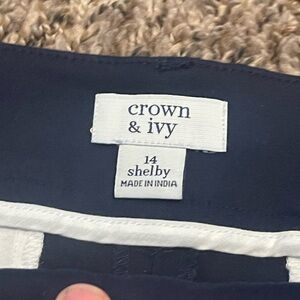 crown
& ivy
14
shelby
MADE IN INDIA